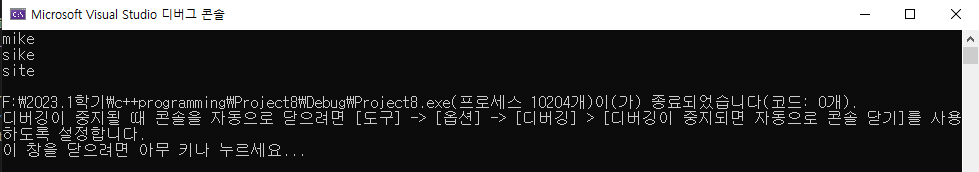 Microsoft Visual Studio 디버그 콘솔
mike
sike
site
F:\2023.1학기\c++programming\Project8\Debug\Project8.exe(프로세스 10204개)이(가) 종료되었습니다(코드: 0개).
디버깅이 중지될 때 콘솔을 자동으로 닫으려면 [도구] -> [옵션] -> [디버깅] > [디버깅이 중지되면 자동으로 콘솔 닫기]를 사용
하도록 설정합니다.
이 창을 닫으려면 아무 키나 누르세요...